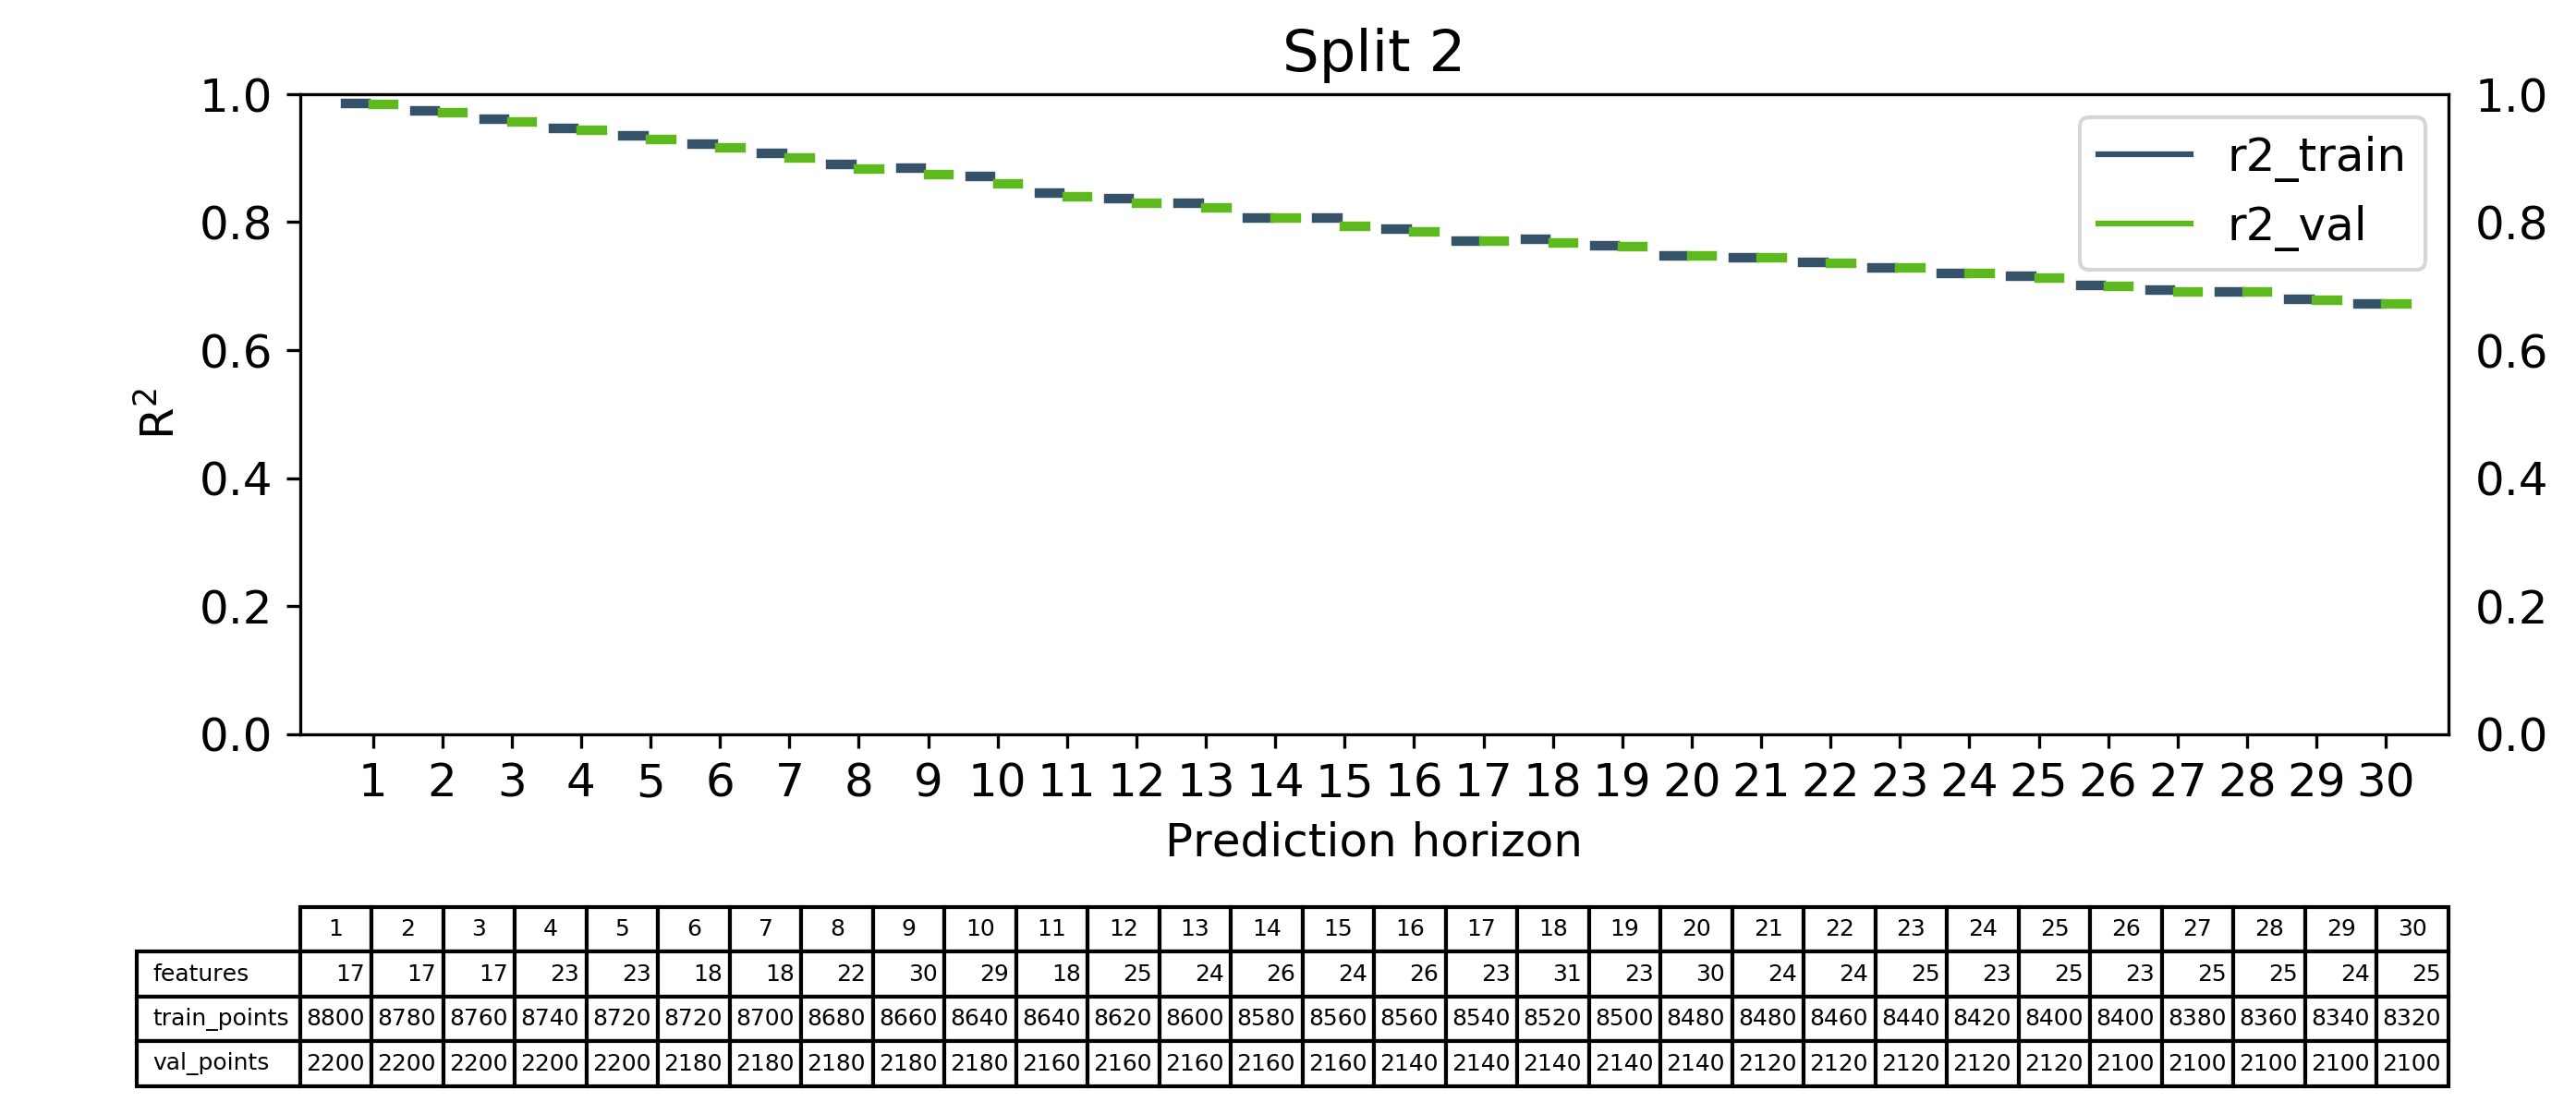 Split 2
1.0 1.0
r2_train
r2_val
0.8 0.8
0.6 0.6
R²
0.4 0.4
0.2 0.2
0.0 0.0
1 2 3 4 5 6 7 8 9 10 11 12 13 14 15 16 17 18 19 20 21 22 23 24 25 26 27 28 29 30
Prediction horizon
1 2 3 4 5 6 7 8 9 10 11 12 13 14 15 16 17 18 19 20 21 22 23 24 25 26 27 28 29 30
features 17 17 17 23 23 18 18 22 30 29 18 25 24 26 24 26 23 31 23 30 24 24 25 23 25 23 25 25 24 25
train_points 8800 8780 8760 8740 8720 8720 8700 8680 8660 8640 8640 8620 8600 8580 8560 8560 8540 8520 8500 8480 8480 8460 8440 8420 8400 8400 8380 8360 8340 8320
val_points 2200 2200 2200 2200 2200 2180 2180 2180 2180 2180 2160 2160 2160 2160 2160 2140 2140 2140 2140 2140 2120 2120 2120 2120 2120 2100 2100 2100 2100 2100